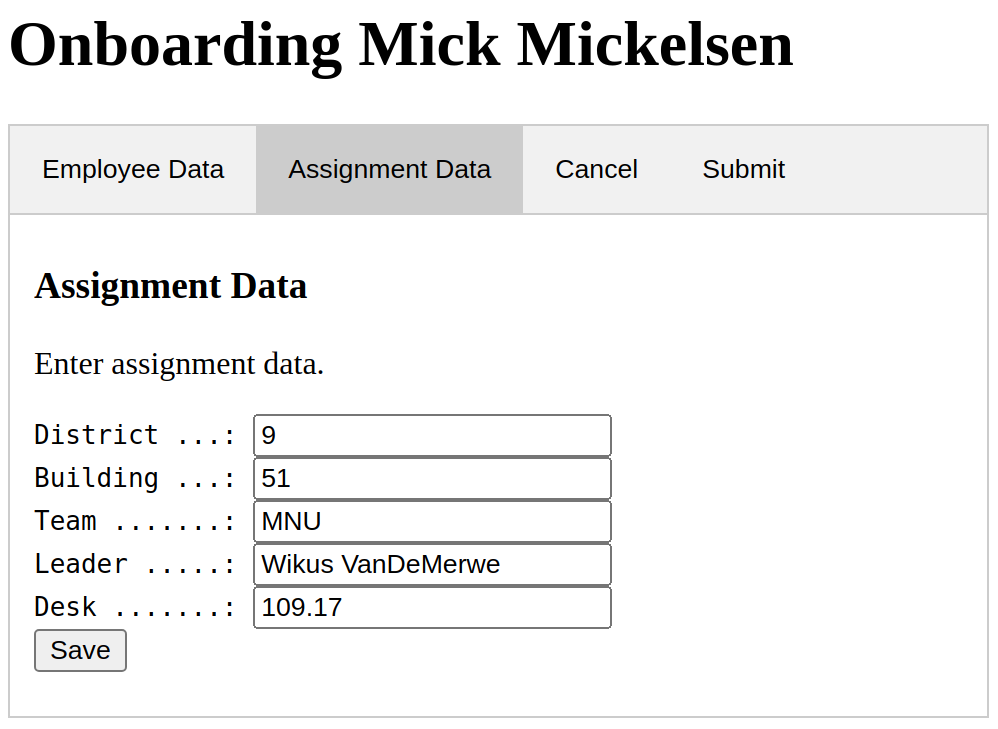 Onboarding Mick Mickelsen
Employee Data Assignment Data Cancel Submit
Assignment Data
Enter assignment data.
District ...: 9
Building ...: 51
Team .......: MNU
Leader .....: Wikus VanDeMerwe
Desk .......: 109.17
Save